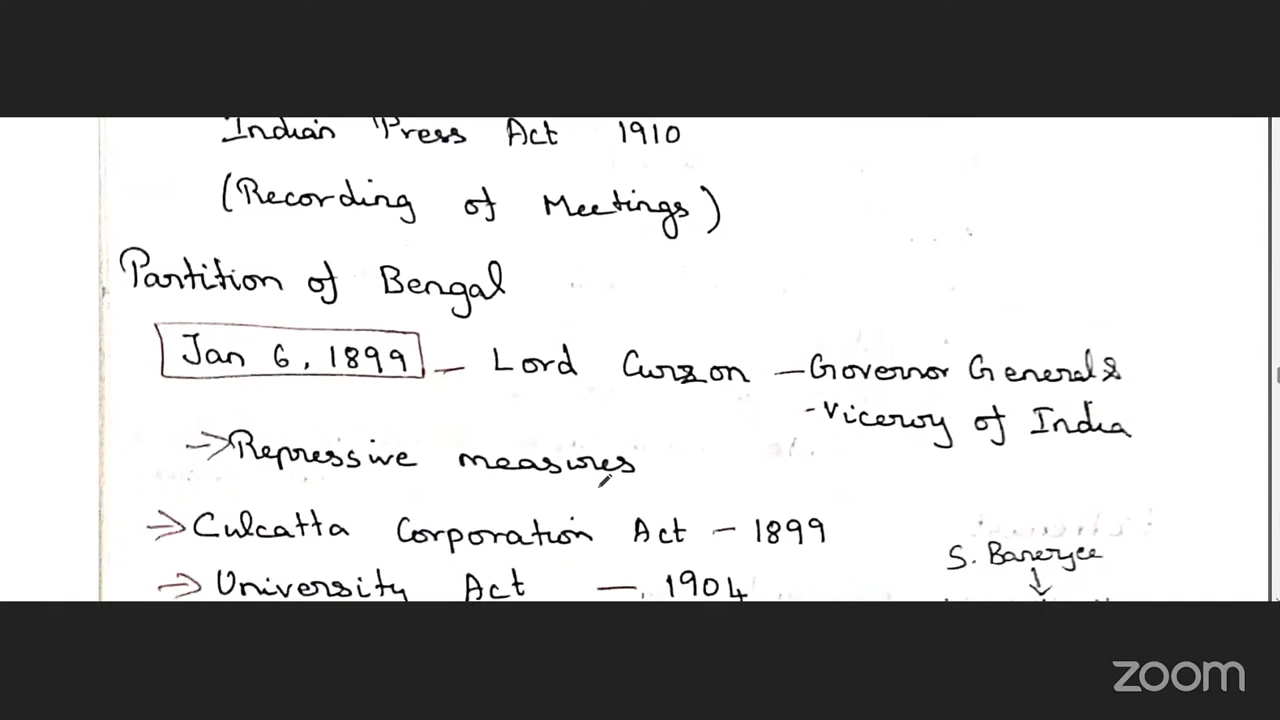 Indian Press Act 1910
(Recording of Meetings)
Partition of Bengal
Jan 6, 1899 - Lord Curzon - Governor General &
- Viceroy of India
→ Repressive measures
→ Culcatta Corporation Act - 1899
S. Banerjee
→ University Act - 1904
zoom